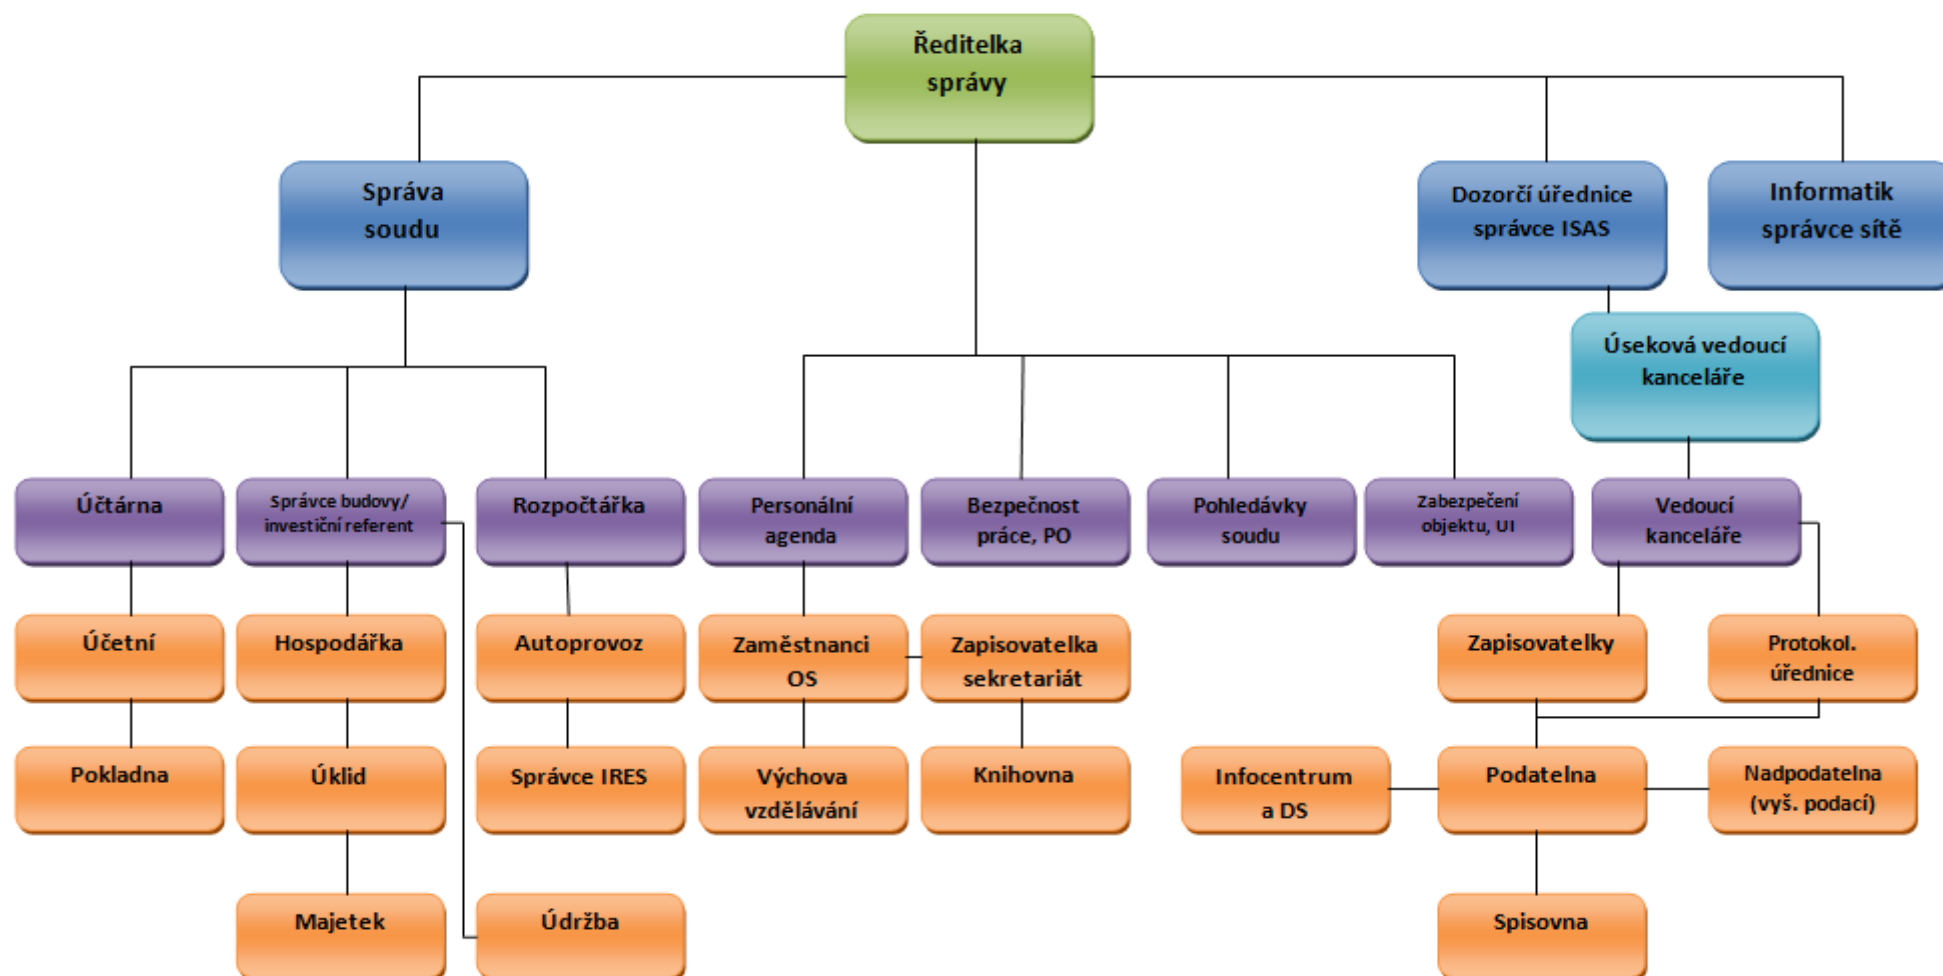 Ředitelka
správy
Správa
soudu
Dozorčí úřednice
správce ISAS
Informatik
správce sítě
Úseková vedoucí
kanceláře
Účtárna
Správce budovy/
investiční referent
Rozpočtářka
Personální
agenda
Bezpečnost
práce, PO
Pohledávky
soudu
Zabezpečení
objektu, UI
Vedoucí
kanceláře
Účetní
Hospodářka
Autoprovoz
Zaměstnanci
OS
Zapisovatelka
sekretariát
Zapisovatelky
Protokol.
úřednice
Pokladna
Úklid
Správce IRES
Výchova
vzdělávání
Knihovna
Infocentrum
a DS
Podatelna
Nadpodatelna
(vyš. podací)
Majetek
Údržba
Spisovna